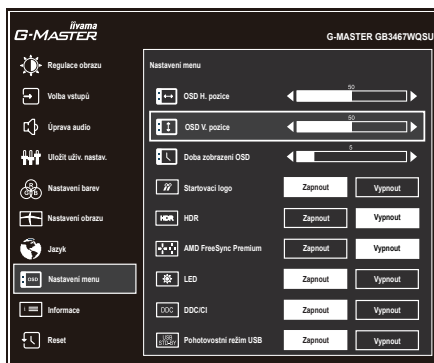 iiyama
G-MASTER
G-MASTER GB3467WQSU
Regulace obrazu
Volba vstupů
Úprava audio
Uložit uživ. nastav.
RGB
Nastavení barev
Nastavení obrazu
Jazyk
OSD Nastavení menu
i Informace
Reset
Nastavení menu
OSD H. pozice 50
OSD V. pozice 50
Doba zobrazení OSD 5
Startovací logo Zapnout Vypnout
HDR HDR Zapnout Vypnout
AMD FreeSync Premium Zapnout Vypnout
LED Zapnout Vypnout
DDC DDC/CI Zapnout Vypnout
USB STD-BY Pohotovostní režim USB Zapnout Vypnout